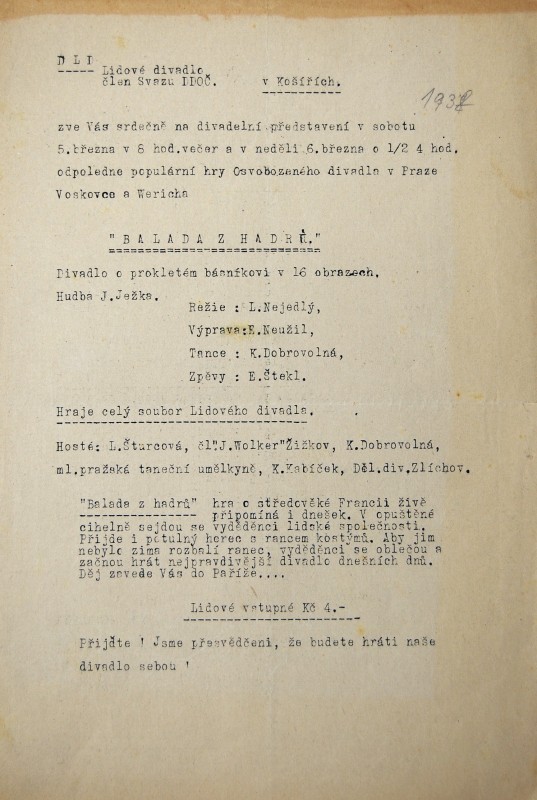 D L D
Lidové divadlo,
člen Svazu DDOČ. v Košířích.
zve Vás srdečně na divadelní představení v sobotu
5.března v 8 hod.večer a v neděli 6.března o 1/2 4 hod.
odpoledne populární hry Osvobozeného divadla v Praze
Voskovce a Wericha
"B A L A D A Z H A D R Ů."
Divadlo o prokletém básníkovi v 16 obrazech.
Hudba J.Ježka.
Režie : L.Nejedlý,
Výprava:E.Neužil,
Tance : K.Dobrovolná,
Zpěvy : E.Štekl.
Hraje celý soubor Lidového divadla. .
Hosté: L.Šturcová, čl"J.Wolker"Žižkov, K.Dobrovolná,
ml.pražská taneční umělkyně, K.Kabíček, Děl.div.Zlíchov.
"Balada z hadrů" hra o středověké Francii živě
připomíná i dnešek. V opuštěné
cihelně sejdou se vyděděnci lidské společnosti.
Přijde i potulný herec s rancem kostýmů. Aby jim
nebylo zima rozbalí ranec, vyděděnci se oblečou a
začnou hrát nejpravdivější divadlo dnešních dnů.
Děj zavede Vás do Paříže....
Lidové vstupné Kč 4.-
Přijďte ! Jsme přesvědčeni, že budete hráti naše
divadlo sebou !